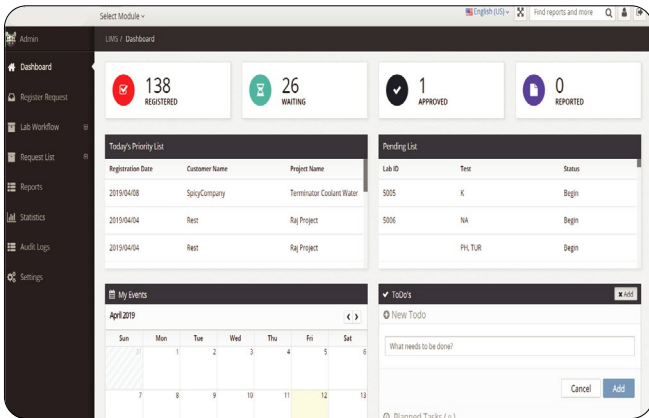 Select Module
English (US)
Find reports and more
Admin
LIMS / Dashboard
Dashboard
Register Request
Lab Workflow
Request List
Reports
Statistics
Audit Logs
Settings
138
REGISTERED
26
WAITING
1
APPROVED
0
REPORTED
Today's Priority List
Registration Date Customer Name Project Name
2019/04/08 SpicyCompany Terminator Coolant Water
2019/04/04 Rest Raj Project
2019/04/04 Rest Raj Project
Pending List
Lab ID Test Status
5005 K Begin
5006 NA Begin
PH, TUR Begin
My Events
April 2019
Sun Mon Tue Wed Thu Fri Sat
1 2 3 4 5 6
7 8 9 10 11 12 13
ToDo's
Add
New Todo
What needs to be done?
Cancel Add
Planned Tasks